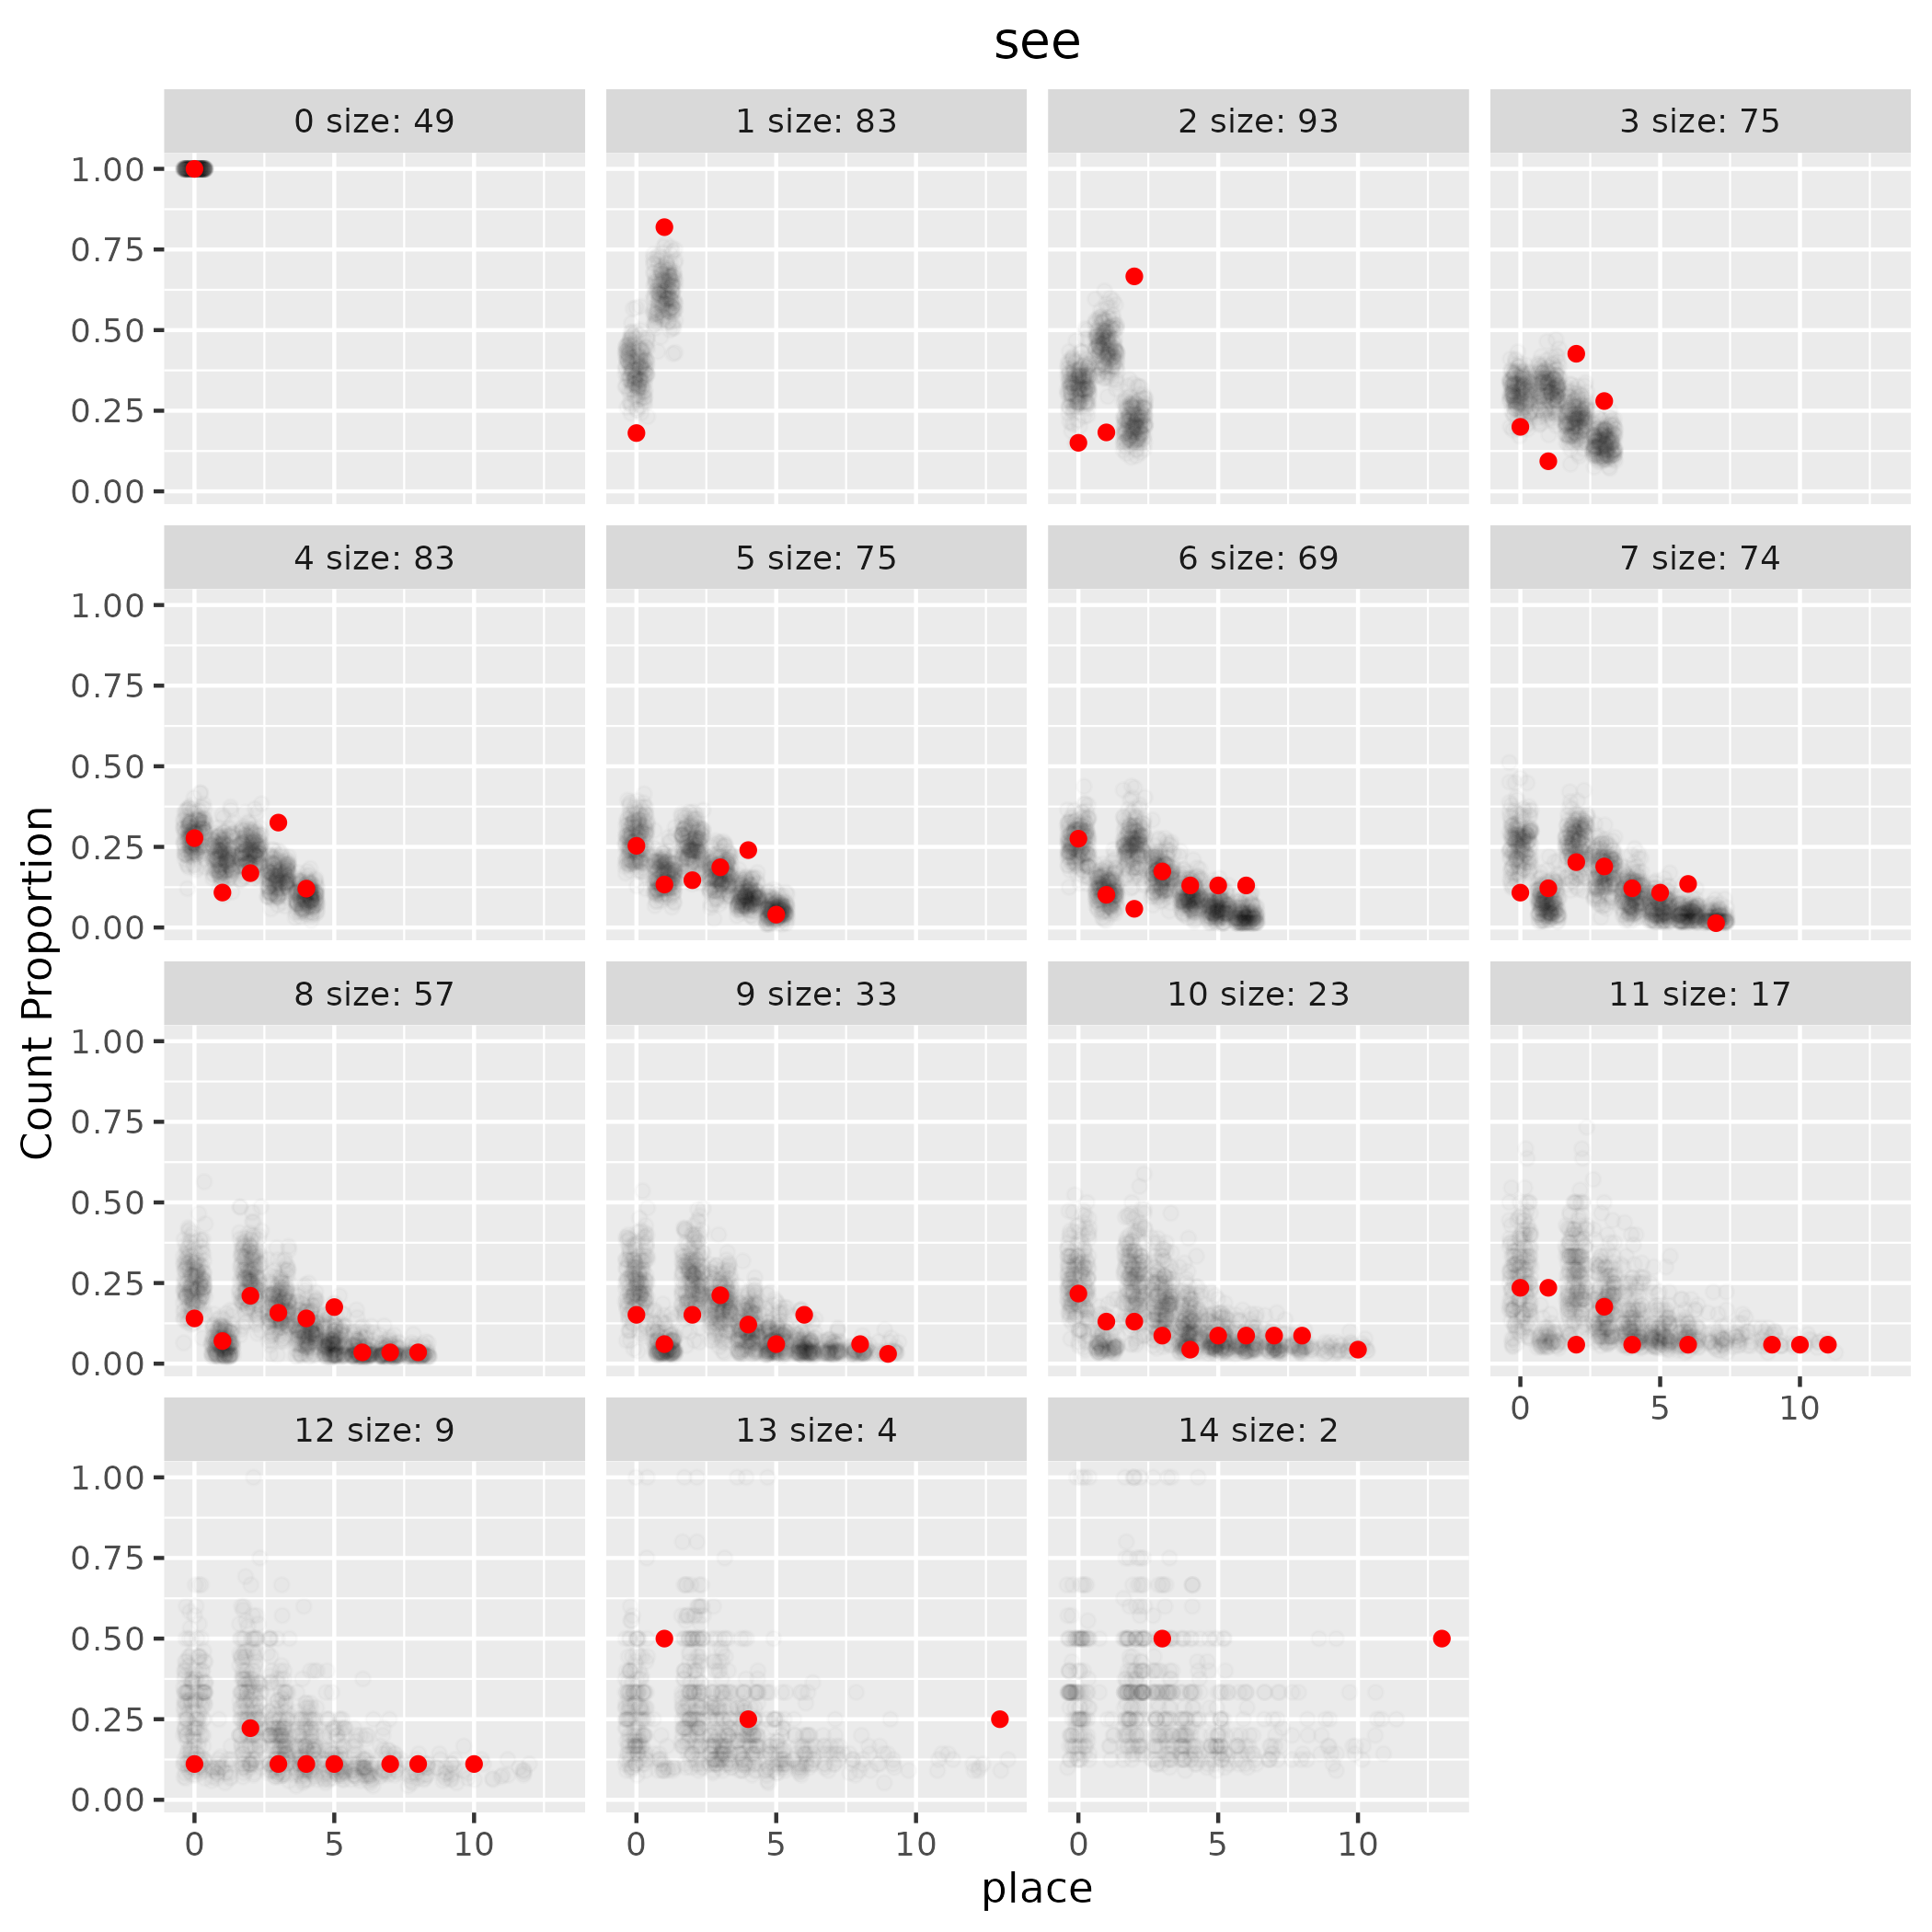 see
0 size: 49
1 size: 83
2 size: 93
3 size: 75
1.00
0.75
0.50
0.25
0.00
4 size: 83
5 size: 75
6 size: 69
7 size: 74
1.00
0.75
0.50
0.25
0.00
Count Proportion
8 size: 57
9 size: 33
10 size: 23
11 size: 17
1.00
0.75
0.50
0.25
0.00
0 5 10
12 size: 9
13 size: 4
14 size: 2
1.00
0.75
0.50
0.25
0.00
0 5 10
0 5 10
0 5 10
place